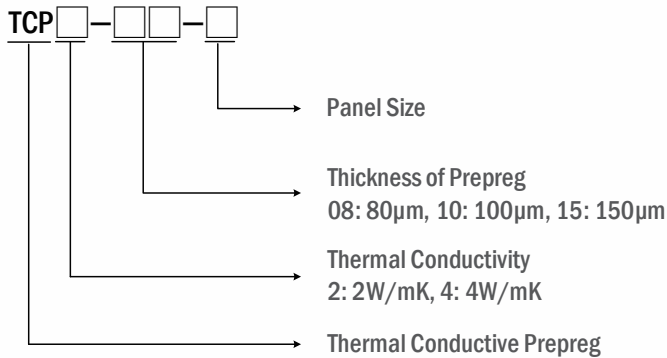 TCP□-□□-□
Panel Size
Thickness of Prepreg
08: 80µm, 10: 100µm, 15: 150µm
Thermal Conductivity
2: 2W/mK, 4: 4W/mK
Thermal Conductive Prepreg